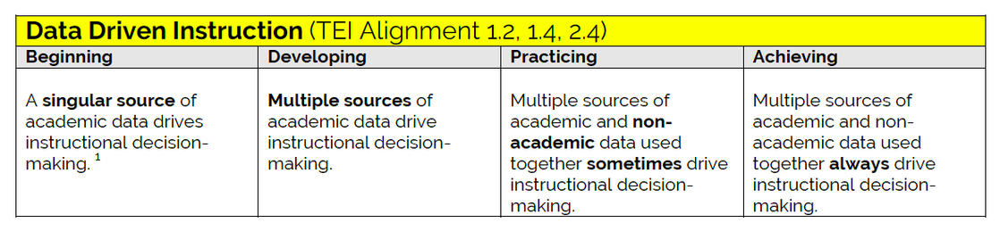 Data Driven Instruction (TEI Alignment 1.2, 1.4, 2.4)
Beginning
Developing
Practicing
Achieving
A singular source of
academic data drives
instructional decision-
making. 1
Multiple sources of
academic data drive
instructional decision-
making.
Multiple sources of
academic and non-
academic data used
together sometimes drive
instructional decision-
making.
Multiple sources of
academic and non-
academic data used
together always drive
instructional decision-
making.